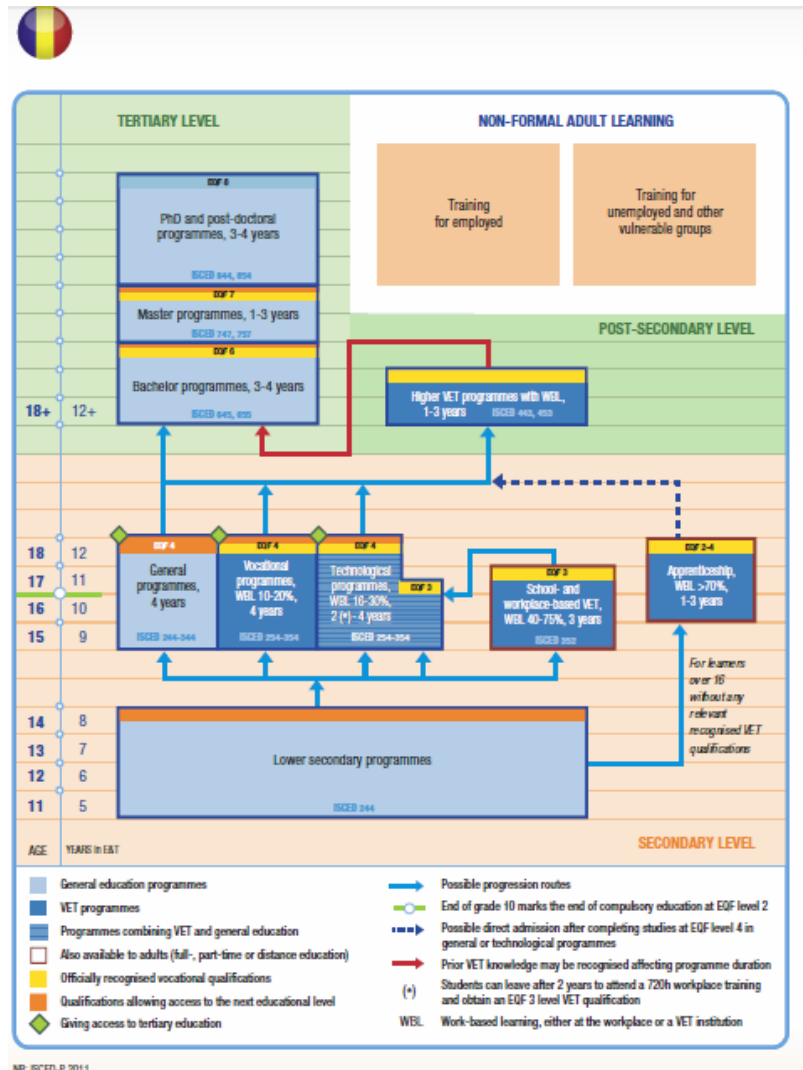 TERTIARY LEVEL
NON-FORMAL ADULT LEARNING
EQF 8
PhD and post-doctoral
programmes, 3-4 years
ISCED 844, 864
Training
for employed
Training for
unemployed and other
vulnerable groups
EQF 7
Master programmes, 1-3 years
ISCED 747, 757
POST-SECONDARY LEVEL
EQF 6
Bachelor programmes, 3-4 years
ISCED 645, 655
Higher VET programmes with WBL,
1-3 years ISCED 443, 453
18+ 12+
18 12
17 11
16 10
15 9
EQF 4
General
programmes,
4 years
ISCED 244-344
EQF 4
Vocational
programmes,
WBL 10-20%,
4 years
ISCED 254-354
EQF 4
Technological
programmes,
WBL 16-30%,
2 (*) - 4 years
ISCED 254-354
EQF 3
EQF 3
School- and
workplace-based VET,
WBL 40-75%, 3 years
ISCED 352
EQF 2-4
Apprenticeship,
WBL >70%,
1-3 years
For learners
over 16
without any
relevant
recognised VET
qualifications
14 8
13 7
12 6
11 5
Lower secondary programmes
ISCED 244
AGE YEARS in E&T
SECONDARY LEVEL
General education programmes
VET programmes
Programmes combining VET and general education
Also available to adults (full-, part-time or distance education)
Officially recognised vocational qualifications
Qualifications allowing access to the next educational level
Giving access to tertiary education
Possible progression routes
End of grade 10 marks the end of compulsory education at EQF level 2
Possible direct admission after completing studies at EQF level 4 in
general or technological programmes
Prior VET knowledge may be recognised affecting programme duration
(*) Students can leave after 2 years to attend a 720h workplace training
and obtain an EQF 3 level VET qualification
WBL Work-based learning, either at the workplace or a VET institution
NB: ISCED-P 2011